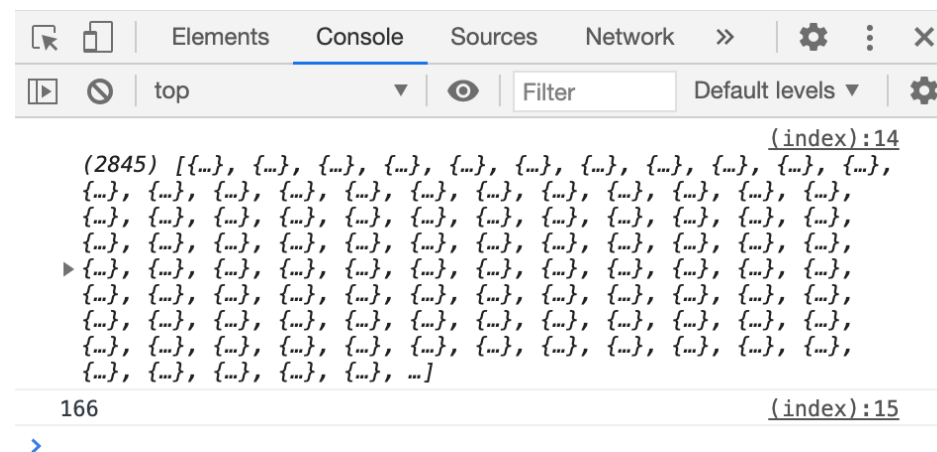 Elements Console Sources Network »
top ▼ Filter Default levels ▼
(index):14
(2845) [{…}, {…}, {…}, {…}, {…}, {…}, {…}, {…}, {…}, {…}, {…},
{…}, {…}, {…}, {…}, {…}, {…}, {…}, {…}, {…}, {…}, {…}, {…},
{…}, {…}, {…}, {…}, {…}, {…}, {…}, {…}, {…}, {…}, {…}, {…},
{…}, {…}, {…}, {…}, {…}, {…}, {…}, {…}, {…}, {…}, {…}, {…},
{…}, {…}, {…}, {…}, {…}, {…}, {…}, {…}, {…}, {…}, {…}, {…},
{…}, {…}, {…}, {…}, {…}, {…}, {…}, {…}, {…}, {…}, {…}, {…},
{…}, {…}, {…}, {…}, {…}, {…}, {…}, {…}, {…}, {…}, {…}, {…},
{…}, {…}, {…}, {…}, {…}, {…}, {…}, {…}, {…}, {…}, {…}, {…},
{…}, {…}, {…}, {…}, {…}, …]
166 (index):15